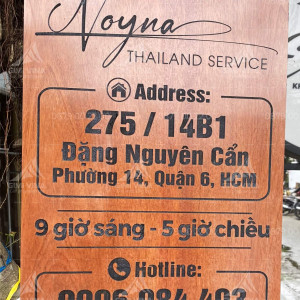 Noyna
THAILAND SERVICE
Address:
275 / 14B1
Đặng Nguyên Cẩn
Phường 14, Quận 6, HCM
9 giờ sáng - 5 giờ chiều
Hotline: